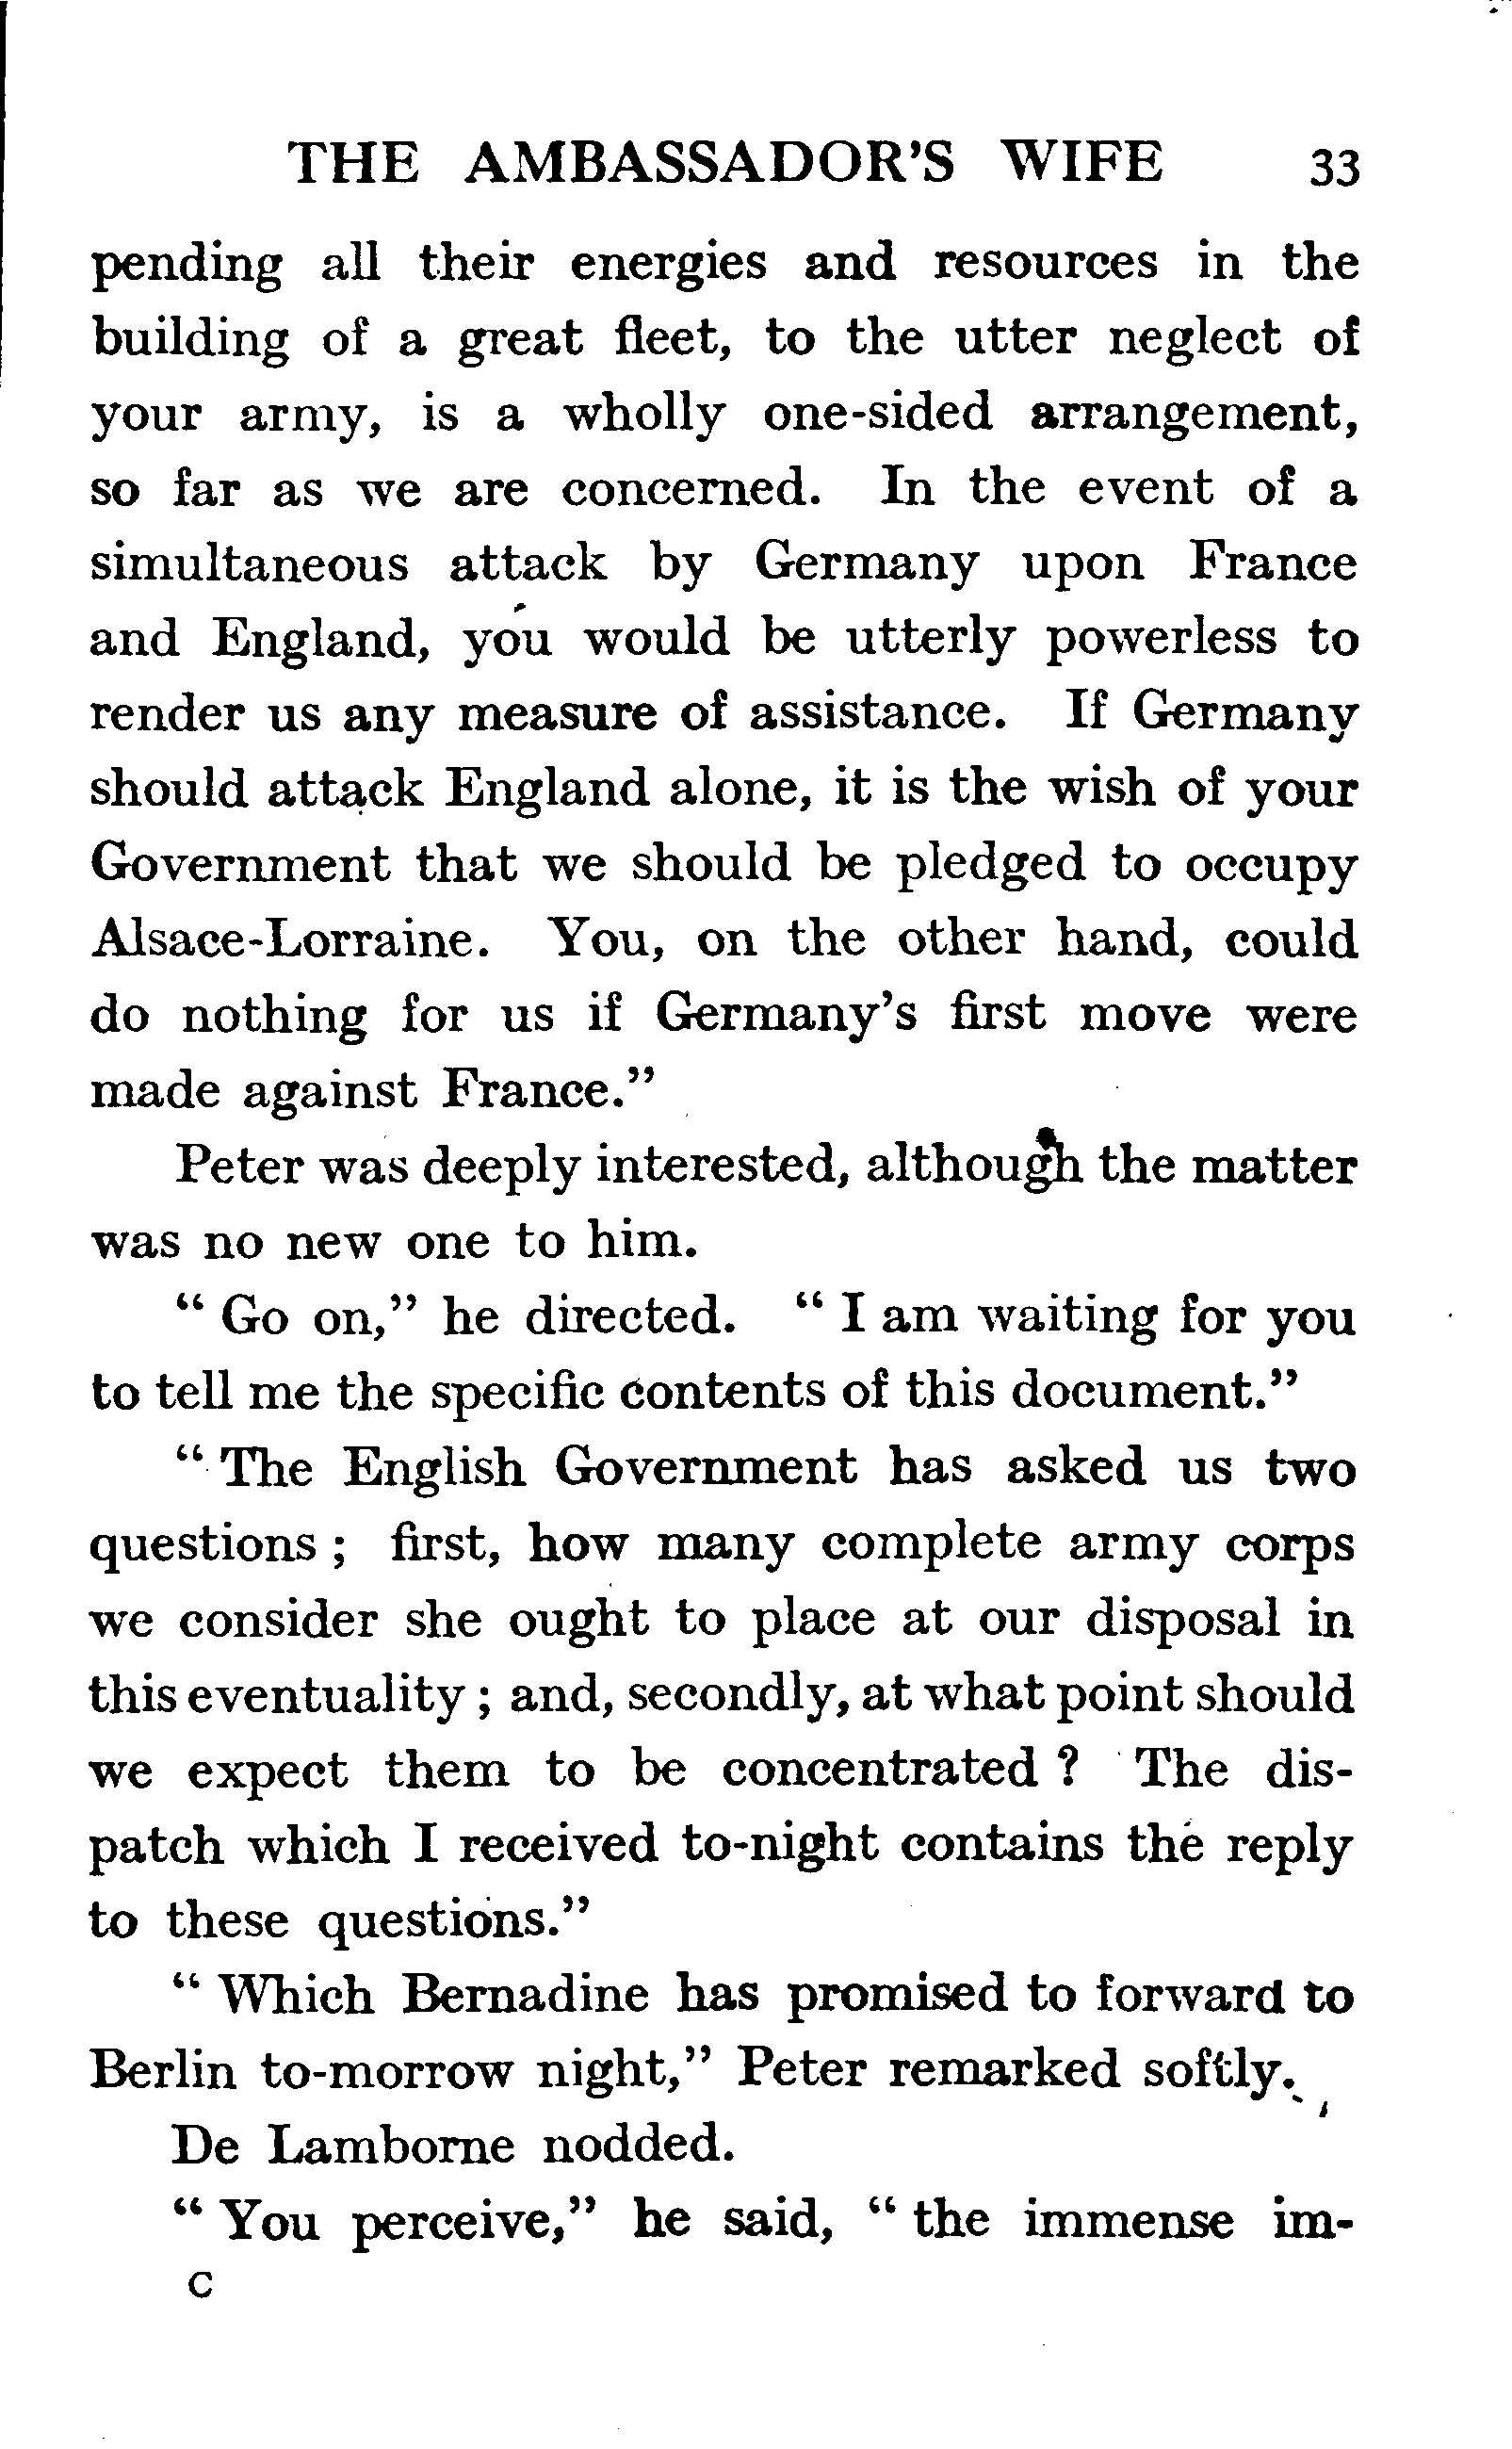 THE AMBASSADOR'S WIFE 33
pending all their energies and resources in the
building of a great fleet, to the utter neglect of
your army, is a wholly one-sided arrangement,
so far as we are concerned. In the event of a
simultaneous attack by Germany upon France
and England, you would be utterly powerless to
render us any measure of assistance. If Germany
should attack England alone, it is the wish of your
Government that we should be pledged to occupy
Alsace-Lorraine. You, on the other hand, could
do nothing for us if Germany's first move were
made against France."
Peter was deeply interested, although the matter
was no new one to him.
" Go on," he directed. " I am waiting for you
to tell me the specific contents of this document."
" The English Government has asked us two
questions ; first, how many complete army corps
we consider she ought to place at our disposal in
this eventuality ; and, secondly, at what point should
we expect them to be concentrated ? The dis-
patch which I received to-night contains the reply
to these questions."
" Which Bernadine has promised to forward to
Berlin to-morrow night," Peter remarked softly.
De Lamborne nodded.
" You perceive," he said, " the immense im-
C